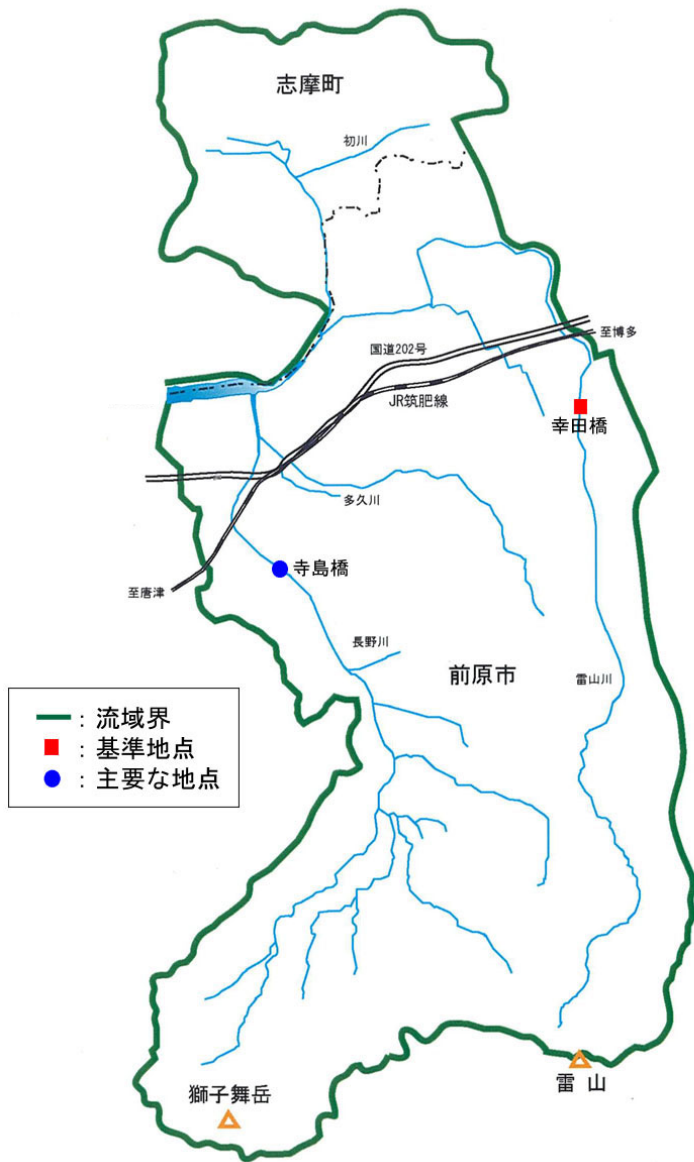 志摩町
初川
至博多
国道202号
JR筑肥線
幸田橋
多久川
寺島橋
至唐津
長野川
前原市
雷山川
: 流域界
: 基準地点
: 主要な地点
獅子舞岳
雷 山